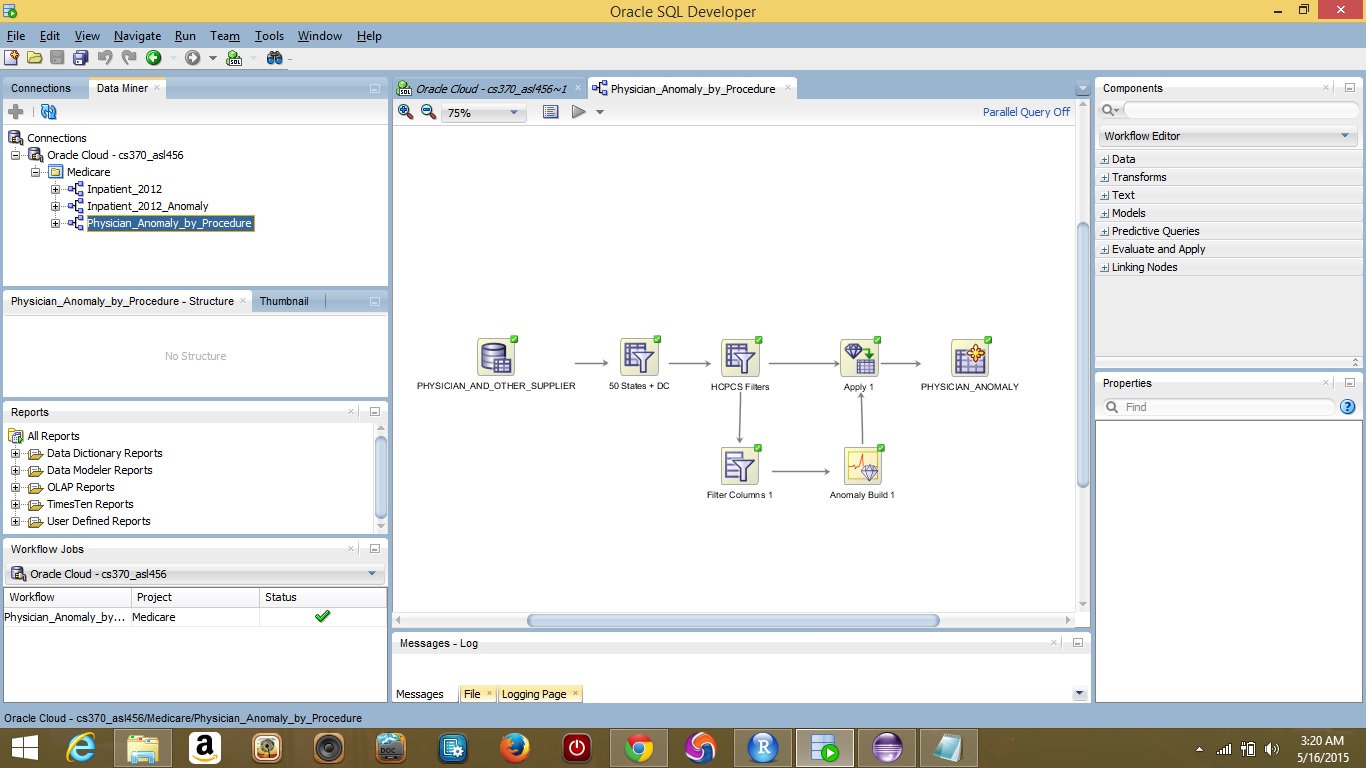 Oracle SQL Developer
File Edit View Navigate Run Team Tools Window Help
Connections
Data Miner
Connections
Oracle Cloud - cs370_asl456
Medicare
Inpatient_2012
Inpatient_2012_Anomaly
Physician_Anomaly_by_Procedure
Physician_Anomaly_by_Procedure - Structure
Thumbnail
No Structure
Reports
All Reports
Data Dictionary Reports
Data Modeler Reports
OLAP Reports
TimesTen Reports
User Defined Reports
Workflow Jobs
Oracle Cloud - cs370_asl456
Workflow Project Status
Physician_Anomaly_by... Medicare
Oracle Cloud - cs370_asl456~1
Physician_Anomaly_by_Procedure
75%
Parallel Query Off
PHYSICIAN_AND_OTHER_SUPPLIER
50 States + DC
HCPCS Filters
Apply 1
PHYSICIAN_ANOMALY
Filter Columns 1
Anomaly Build 1
Messages - Log
Messages
File
Logging Page
Components
Workflow Editor
Data
Transforms
Text
Models
Predictive Queries
Evaluate and Apply
Linking Nodes
Properties
Find
Oracle Cloud - cs370_asl456/Medicare/Physician_Anomaly_by_Procedure
3:20 AM
5/16/2015